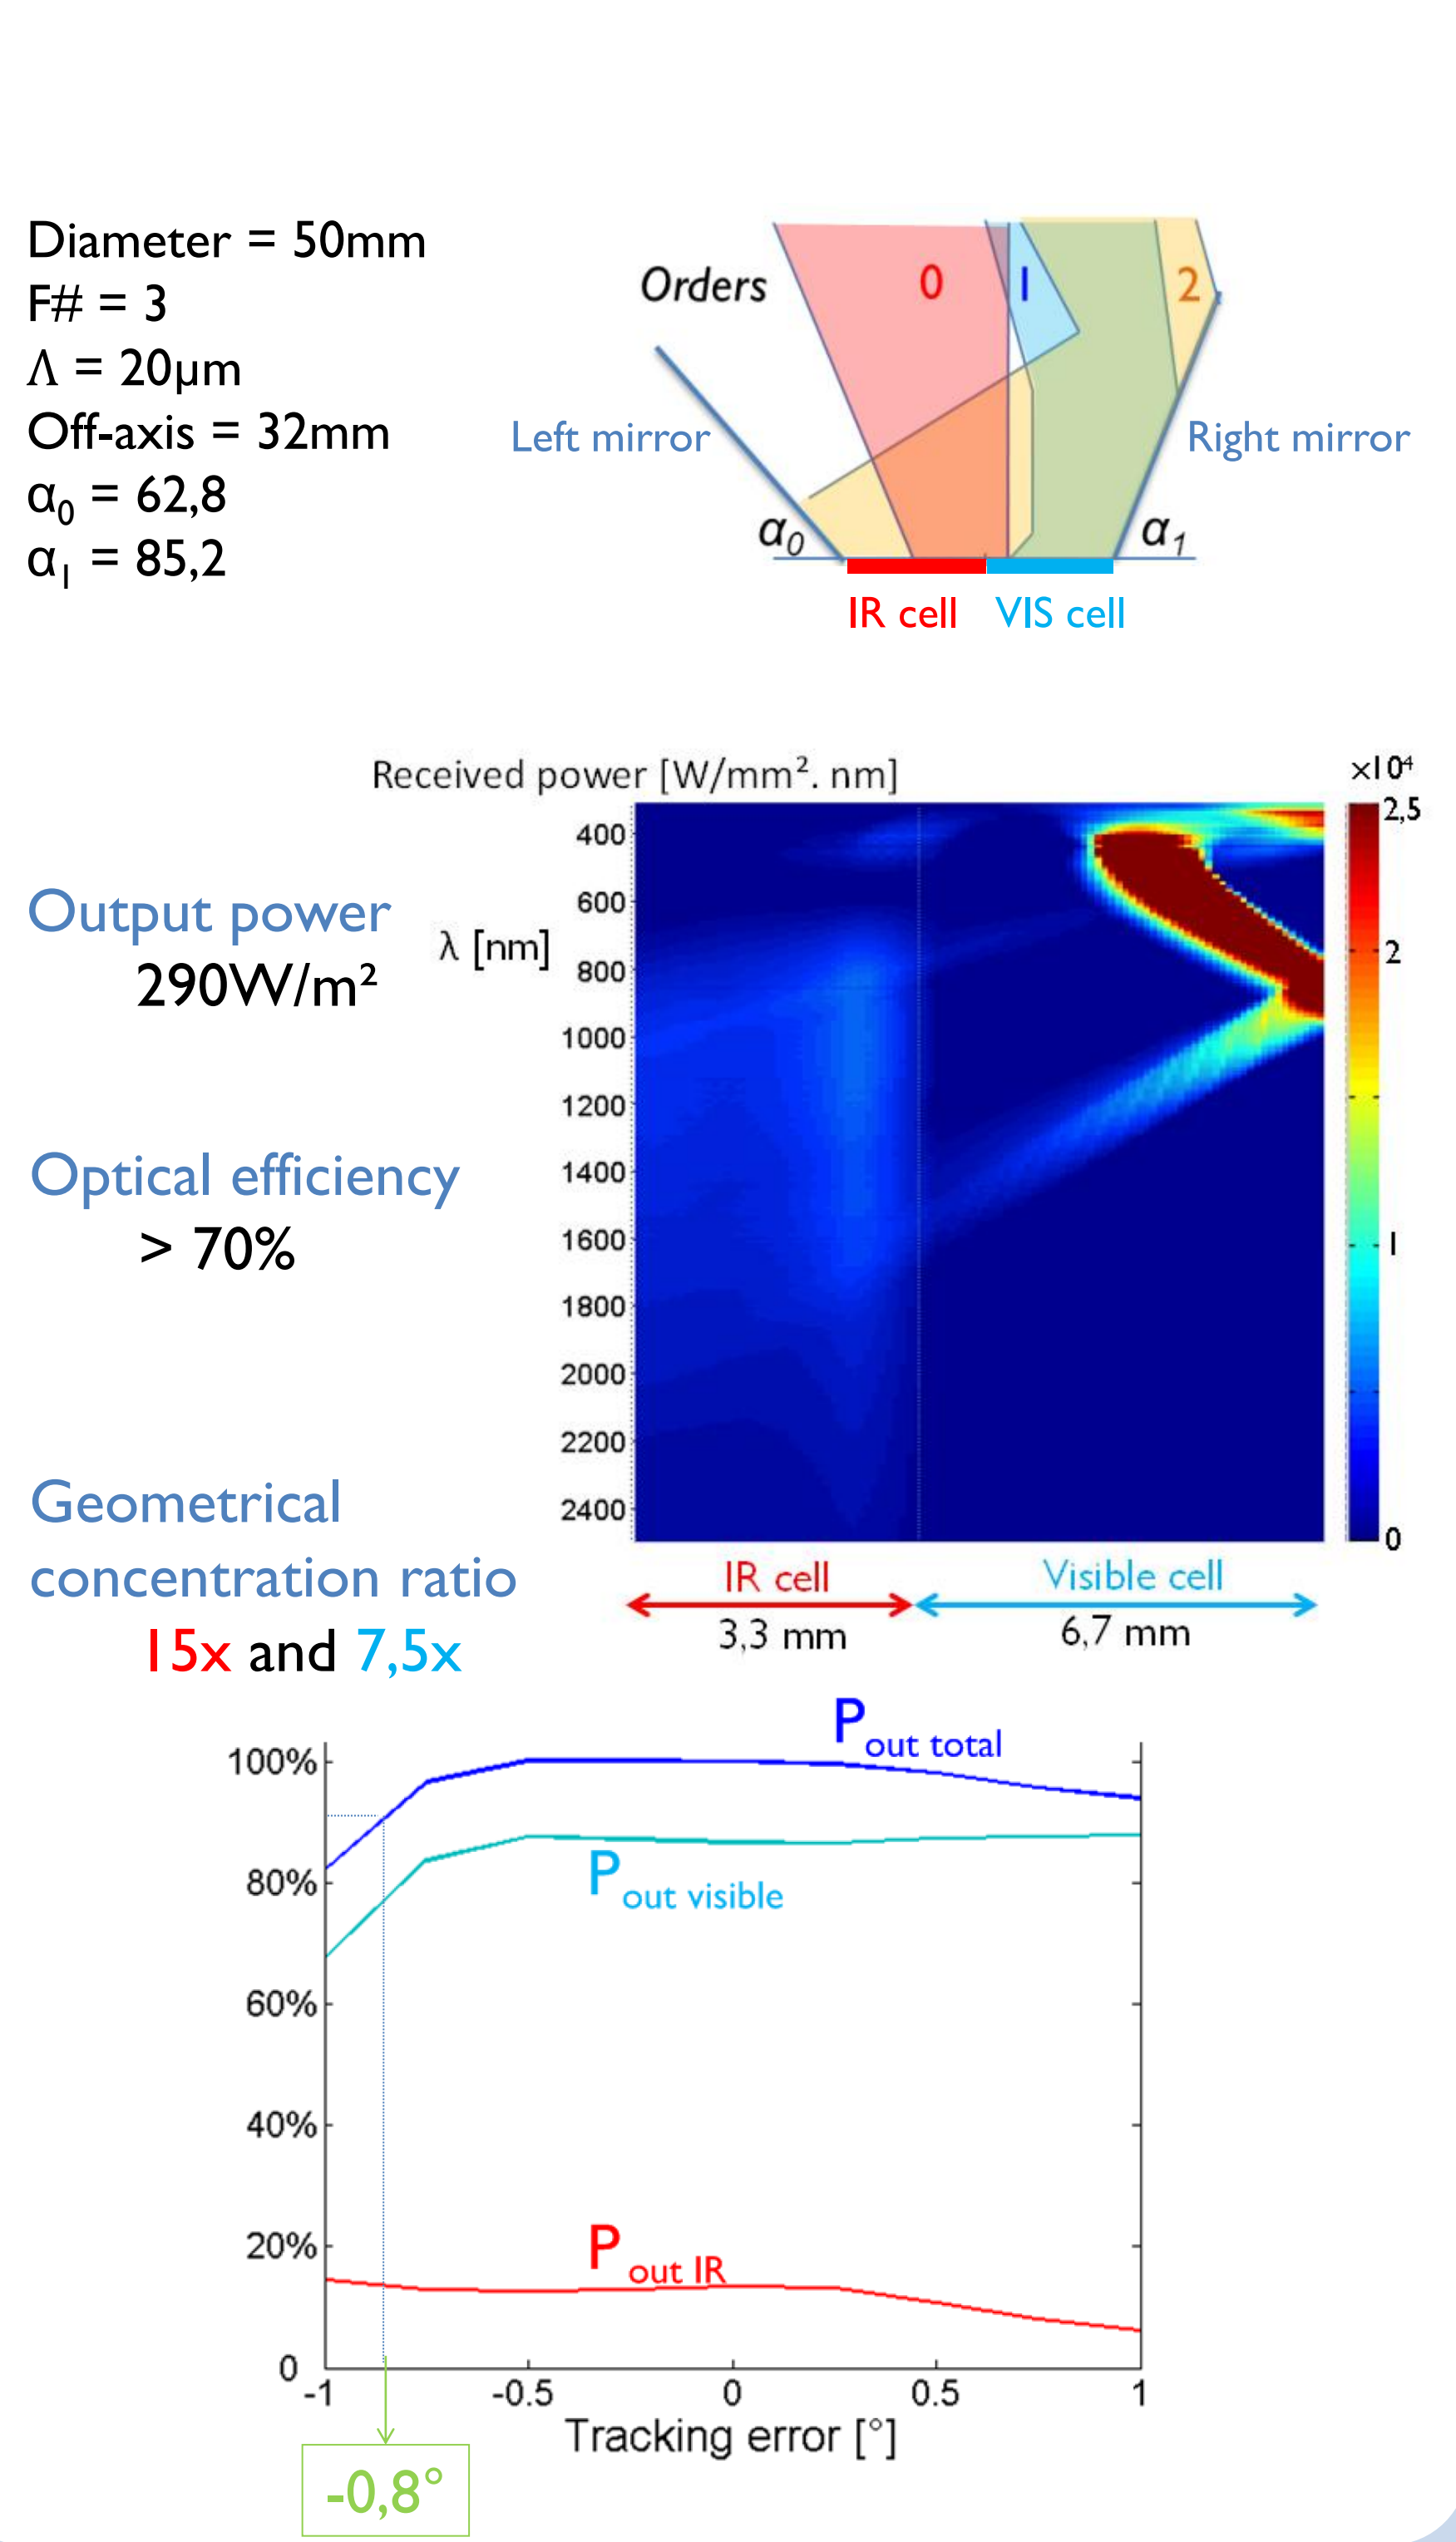 Diameter = 50mm
F# = 3
Λ = 20µm
Off-axis = 32mm
α₀ = 62,8
α₁ = 85,2
Orders
0
1
2
Left mirror
Right mirror
α₀
α₁
IR cell VIS cell
Received power [W/mm². nm]
×10⁴
2,5
2
1
0
λ [nm]
400
600
800
1000
1200
1400
1600
1800
2000
2200
2400
IR cell
3,3 mm
Visible cell
6,7 mm
Output power
290W/m²
Optical efficiency
> 70%
Geometrical
concentration ratio
15x and 7,5x
P out total
P out visible
P out IR
100%
80%
60%
40%
20%
0
-1 -0.5 0 0.5 1
Tracking error [°]
-0,8°